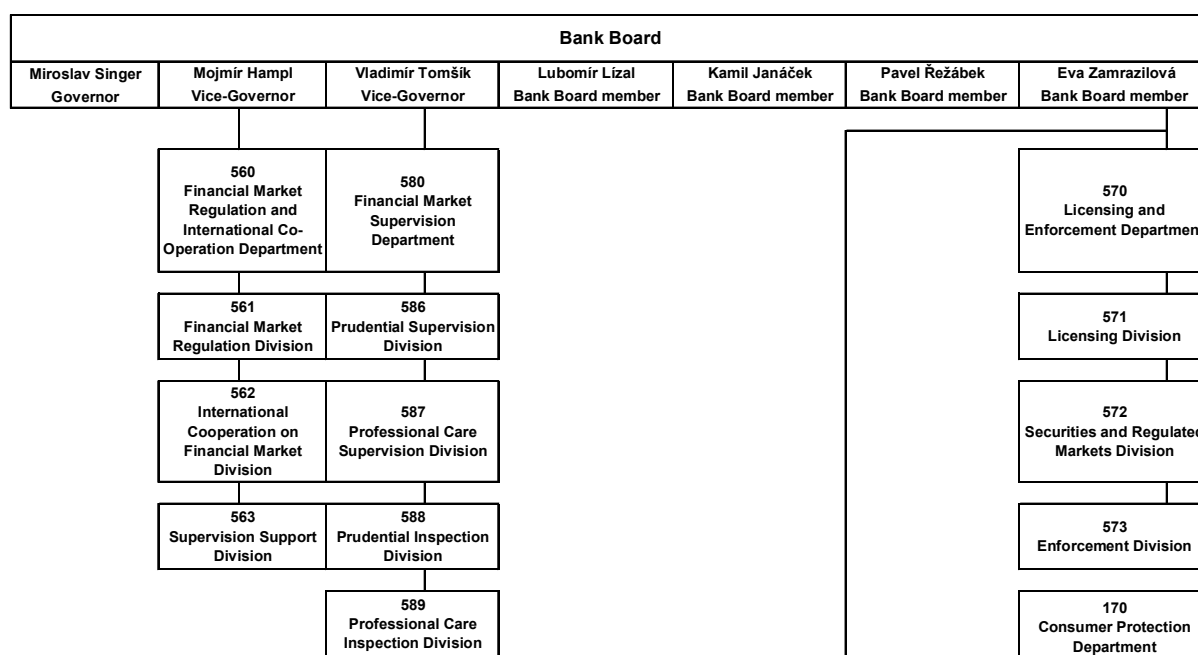 Bank Board
Miroslav Singer
Governor
Mojmír Hampl
Vice-Governor
Vladimír Tomšík
Vice-Governor
Lubomír Lízal
Bank Board member
Kamil Janáček
Bank Board member
Pavel Řežábek
Bank Board member
Eva Zamrazilová
Bank Board member
560
Financial Market
Regulation and
International Co-
Operation Department
580
Financial Market
Supervision
Department
570
Licensing and
Enforcement Department
561
Financial Market
Regulation Division
586
Prudential Supervision
Division
571
Licensing Division
562
International
Cooperation on
Financial Market
Division
587
Professional Care
Supervision Division
572
Securities and Regulated
Markets Division
563
Supervision Support
Division
588
Prudential Inspection
Division
573
Enforcement Division
589
Professional Care
Inspection Division
170
Consumer Protection
Department